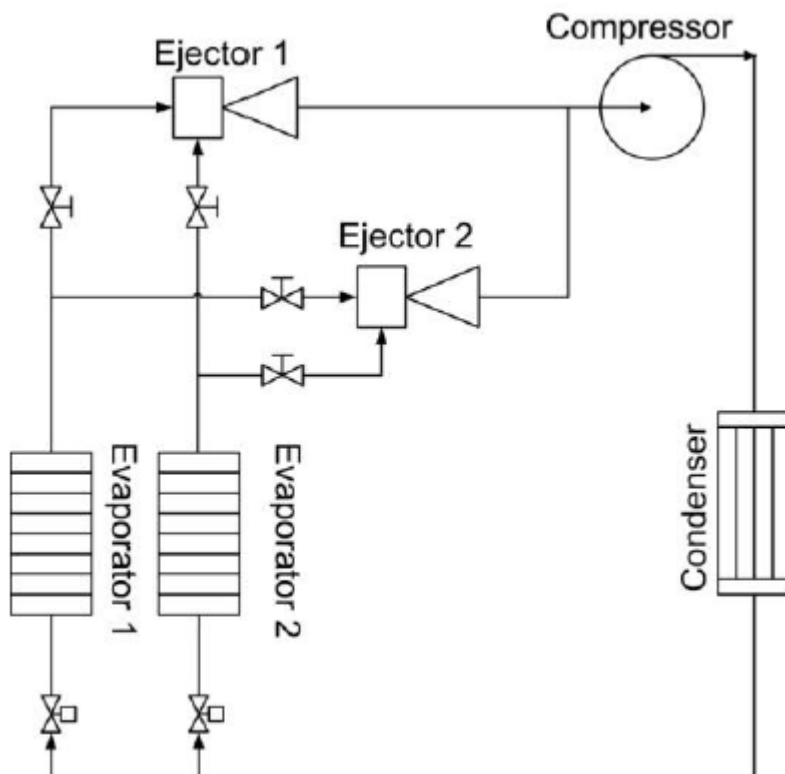 Compressor
Ejector 1
Ejector 2
Evaporator 1
Evaporator 2
Condenser